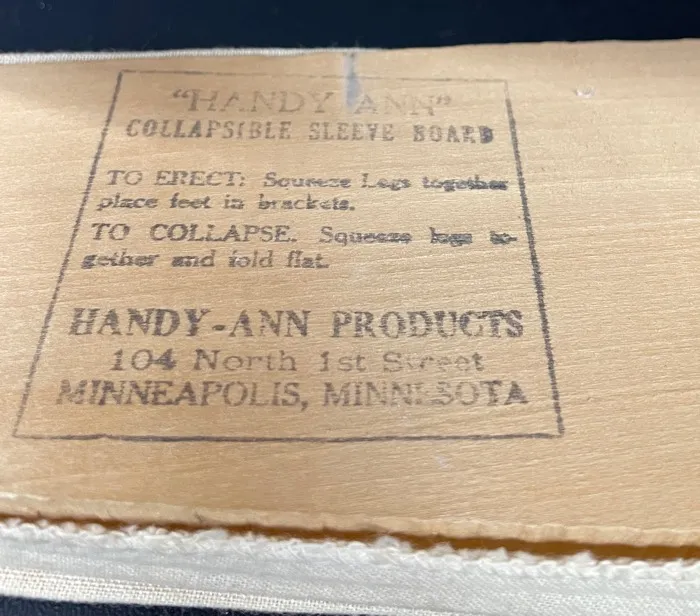 "HANDY ANN"
COLLAPSIBLE SLEEVE BOARD
TO ERECT: Squeeze Legs together
place feet in brackets.
TO COLLAPSE. Squeeze legs to-
gether and fold flat.
HANDY-ANN PRODUCTS
104 North 1st Street
MINNEAPOLIS, MINNESOTA